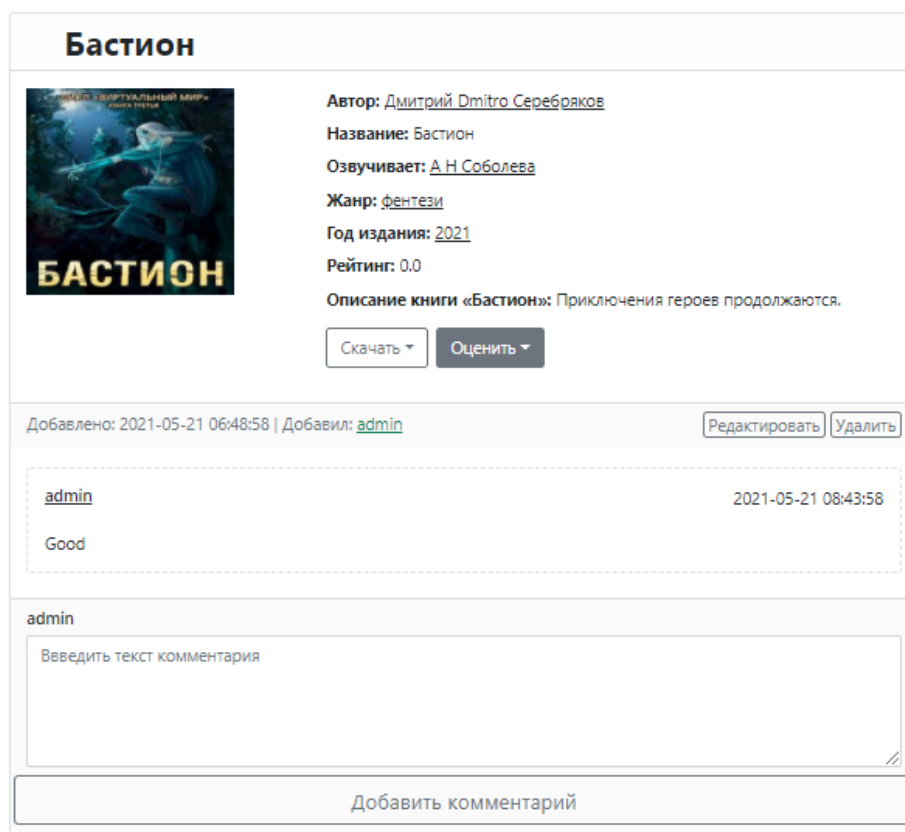 Бастион
ЦИКЛ «ВИРТУАЛЬНЫЙ МИР»
КНИГА ТРЕТЬЯ
БАСТИОН
Автор: Дмитрий Dmitro Серебряков
Название: Бастион
Озвучивает: А Н Соболева
Жанр: фентези
Год издания: 2021
Рейтинг: 0.0
Описание книги «Бастион»: Приключения героев продолжаются.
Скачать
Оценить
Добавлено: 2021-05-21 06:48:58 | Добавил: admin
Редактировать Удалить
admin
2021-05-21 08:43:58
Good
admin
Ввведить текст комментария
Добавить комментарий